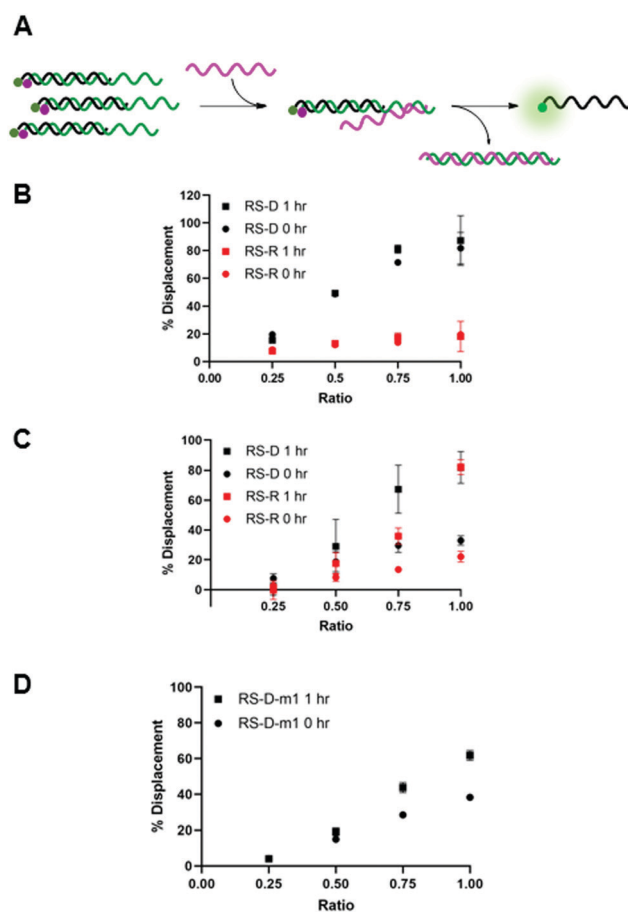 A
B
% Displacement
120
100
80
60
40
20
0
RS-D 1 hr
RS-D 0 hr
RS-R 1 hr
RS-R 0 hr
0.00 0.25 0.5 0.75 1.00
Ratio
C
% Displacement
100
80
60
40
20
0
RS-D 1 hr
RS-D 0 hr
RS-R 1 hr
RS-R 0 hr
0.25 0.50 0.75 1.00
Ratio
D
% Displacement
100
80
60
40
20
0
RS-D-m1 1 hr
RS-D-m1 0 hr
0.00 0.25 0.50 0.75 1.00
Ratio